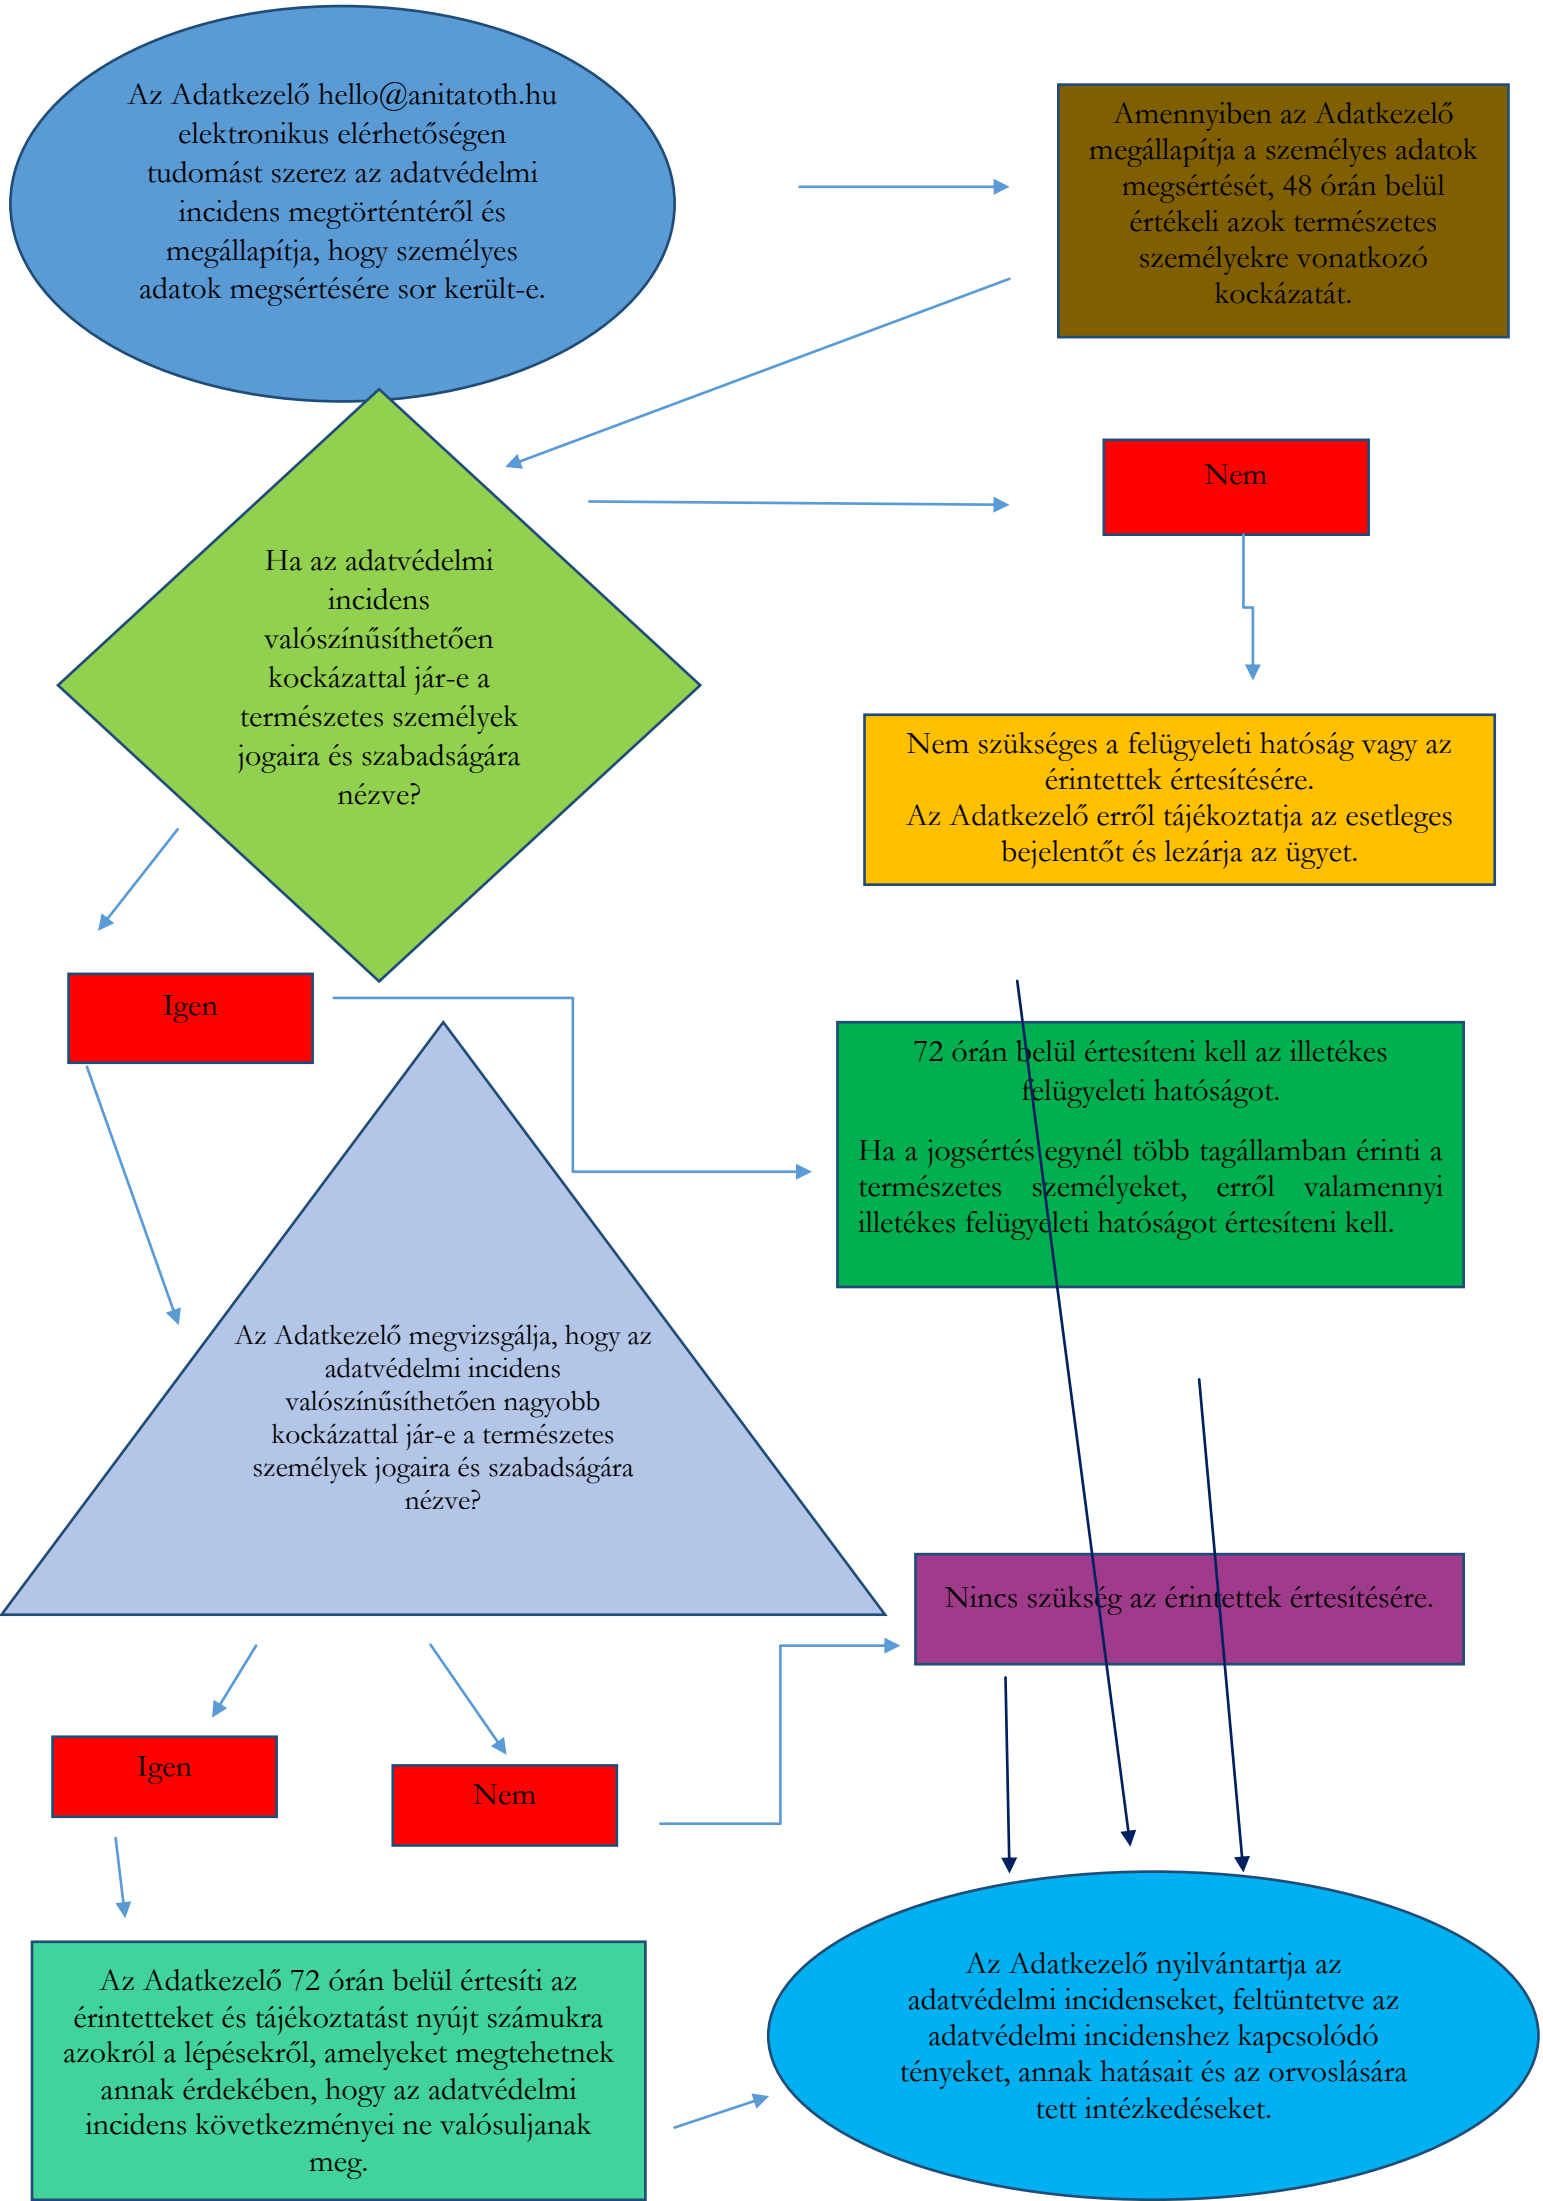 Az Adatkezelő hello@anitatoth.hu
elektronikus elérhetőségen
tudomást szerez az adatvédelmi
incidens megtörténtéről és
megállapítja, hogy személyes
adatok megsértésére sor került-e.
Amennyiben az Adatkezelő
megállapítja a személyes adatok
megsértését, 48 órán belül
értékeli azok természetes
személyekre vonatkozó
kockázatát.
Ha az adatvédelmi
incidens
valószínűsíthetően
kockázattal jár-e a
természetes személyek
jogaira és szabadságára
nézve?
Nem
Nem szükséges a felügyeleti hatóság vagy az
érintettek értesítésére.
Az Adatkezelő erről tájékoztatja az esetleges
bejelentőt és lezárja az ügyet.
Igen
72 órán belül értesíteni kell az illetékes
felügyeleti hatóságot.
Ha a jogsértés egynél több tagállamban érinti a
természetes személyeket, erről valamennyi
illetékes felügyeleti hatóságot értesíteni kell.
Az Adatkezelő megvizsgálja, hogy az
adatvédelmi incidens
valószínűsíthetően nagyobb
kockázattal jár-e a természetes
személyek jogaira és szabadságára
nézve?
Nincs szükség az érintettek értesítésére.
Igen
Nem
Az Adatkezelő 72 órán belül értesíti az
érintetteket és tájékoztatást nyújt számukra
azokról a lépésekről, amelyeket megtehetnek
annak érdekében, hogy az adatvédelmi
incidens következményei ne valósuljanak
meg.
Az Adatkezelő nyilvántartja az
adatvédelmi incidenseket, feltüntetve az
adatvédelmi incidenshez kapcsolódó
tényeket, annak hatásait és az orvoslására
tett intézkedéseket.